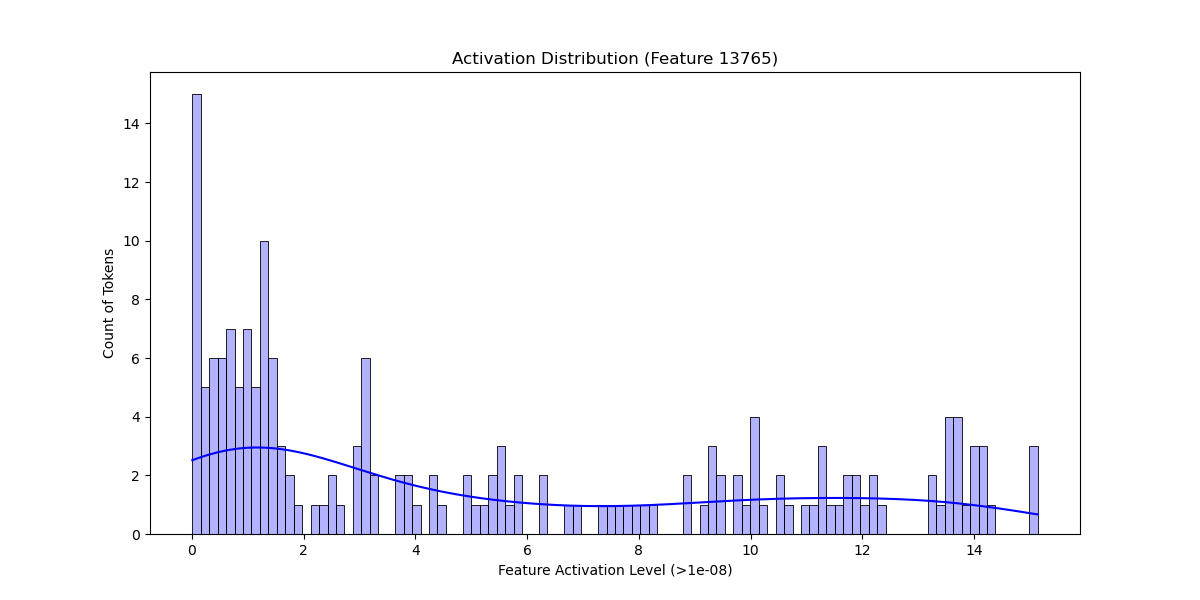 Activation Distribution (Feature 13765)
Count of Tokens
14
12
10
8
6
4
2
0
0 2 4 6 8 10 12 14
Feature Activation Level (>1e-08)